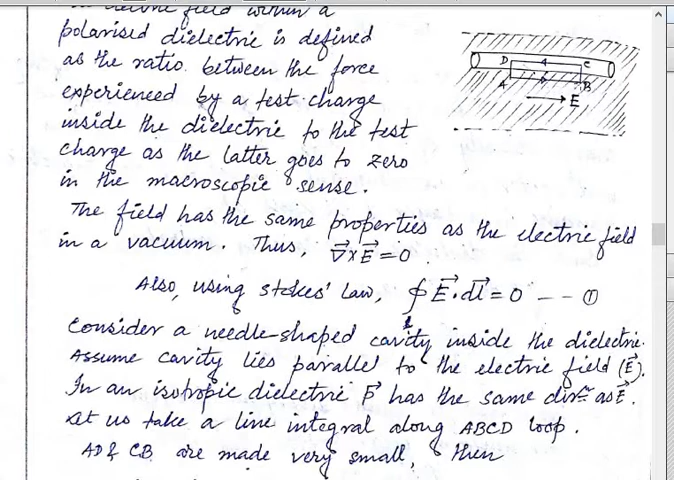 electric field within a
polarised dielectric is defined
as the ratio between the force
experienced by a test charge
inside the dielectric to the test
charge as the latter goes to zero
in the macroscopic sense.
D C
A B
E⃗
The field has the same properties as the electric field
in a vacuum. Thus, ∇⃗×E⃗=0
Also, using Stokes' Law, ∮E⃗.dl⃗=0 -- ①
l
Consider a needle-shaped cavity inside the dielectric.
Assume cavity lies parallel to the electric field (E⃗).
In an isotropic dielectric P⃗ has the same dirⁿ as E⃗.
Let us take a line integral along ABCD loop.
AD & CB are made very small, then